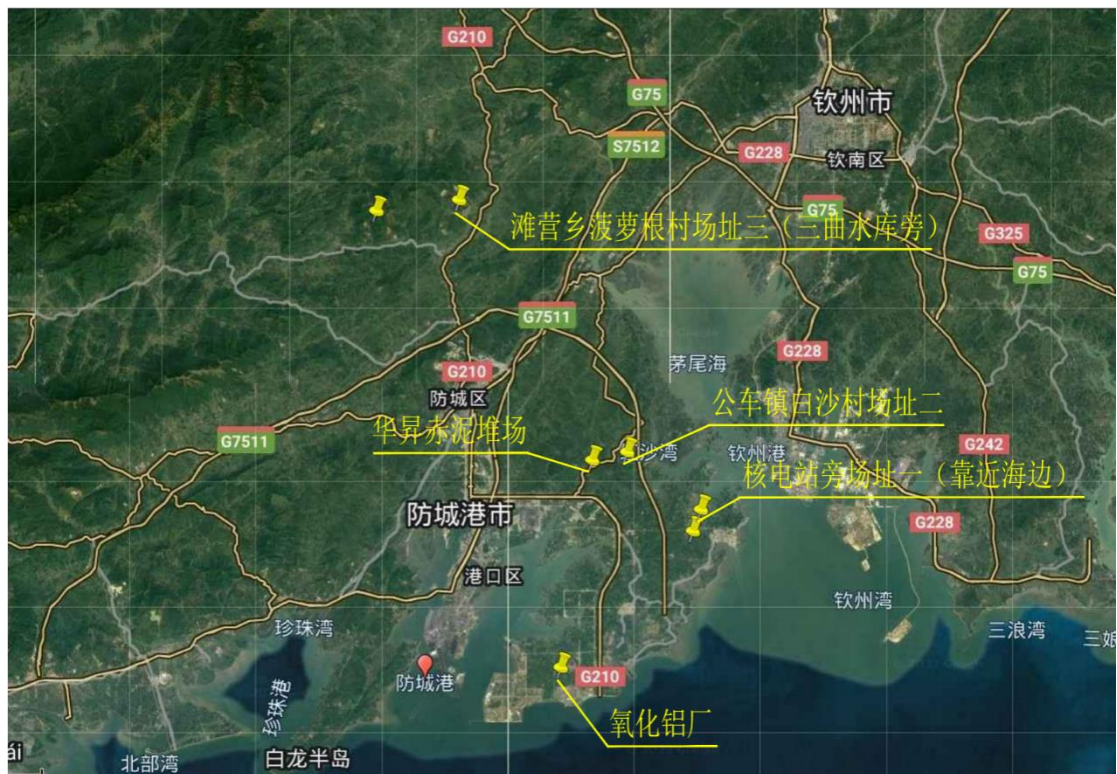 G210
G75
钦州市
S7512
G228
钦南区
G75
滩营乡菠萝根村场址三（三曲水库旁）
G325
G75
G7511
G228
茅尾海
G210
防城区
公车镇白沙村场址二
华昇赤泥堆场
G7511
沙湾
钦州港
G242
核电站旁场址一（靠近海边）
防城港市
G228
港口区
钦州湾
珍珠湾
三浪湾
三娘
防城港
G210
珍珠港
氧化铝厂
ái
白龙半岛
北部湾